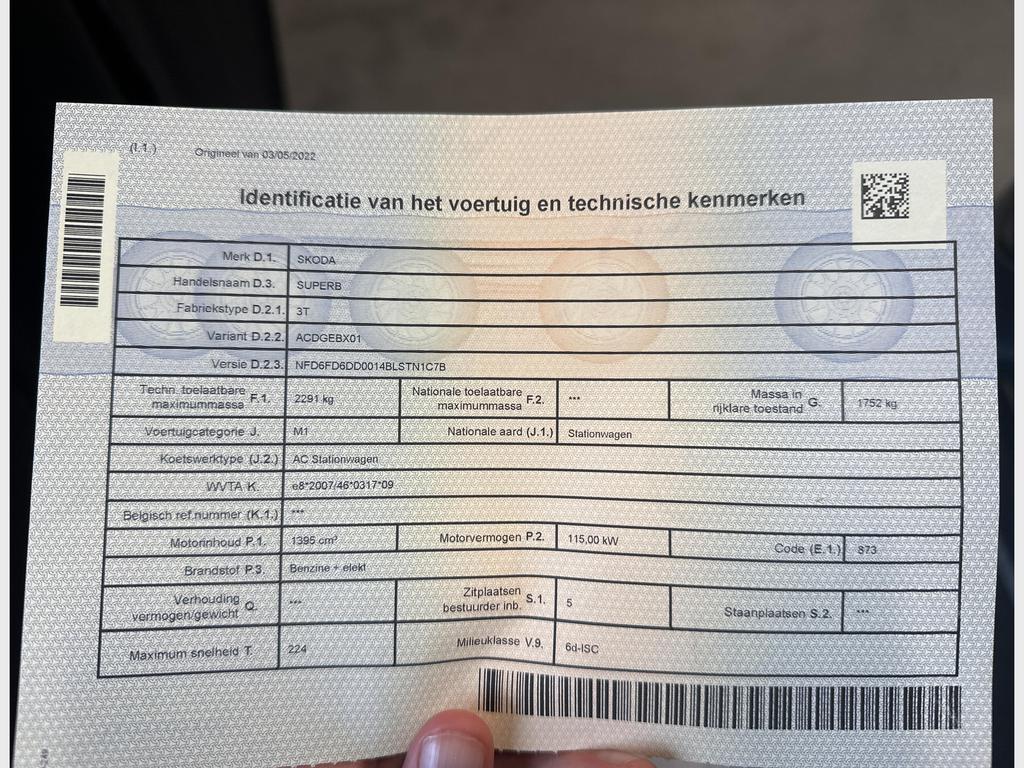 (I.1.) Origineel van 03/05/2022
Identificatie van het voertuig en technische kenmerken
Merk D.1. SKODA
Handelsnaam D.3. SUPERB
Fabriekstype D.2.1. 3T
Variant D.2.2. ACDGEBX01
Versie D.2.3. NFD6FD6DD0014BLSTN1C7B
Techn. toelaatbare maximummassa F.1. 2291 kg Nationale toelaatbare maximummassa F.2. *** Massa in rijklare toestand G. 1752 kg
Voertuigcategorie J. M1 Nationale aard (J.1.) Stationwagen
Koetswerktype (J.2.) AC Stationwagen
WVTA K. e8*2007/46*0317*09
Belgisch ref.nummer (K.1.) ***
Motorinhoud P.1. 1395 cm³ Motorvermogen P.2. 115,00 kW Code (E.1.) 873
Brandstof P.3. Benzine + elekt
Verhouding vermogen/gewicht Q. *** Zitplaatsen bestuurder inb. S.1. 5 Staanplaatsen S.2. ***
Maximum snelheid T. 224 Milieuklasse V.9. 6d-ISC